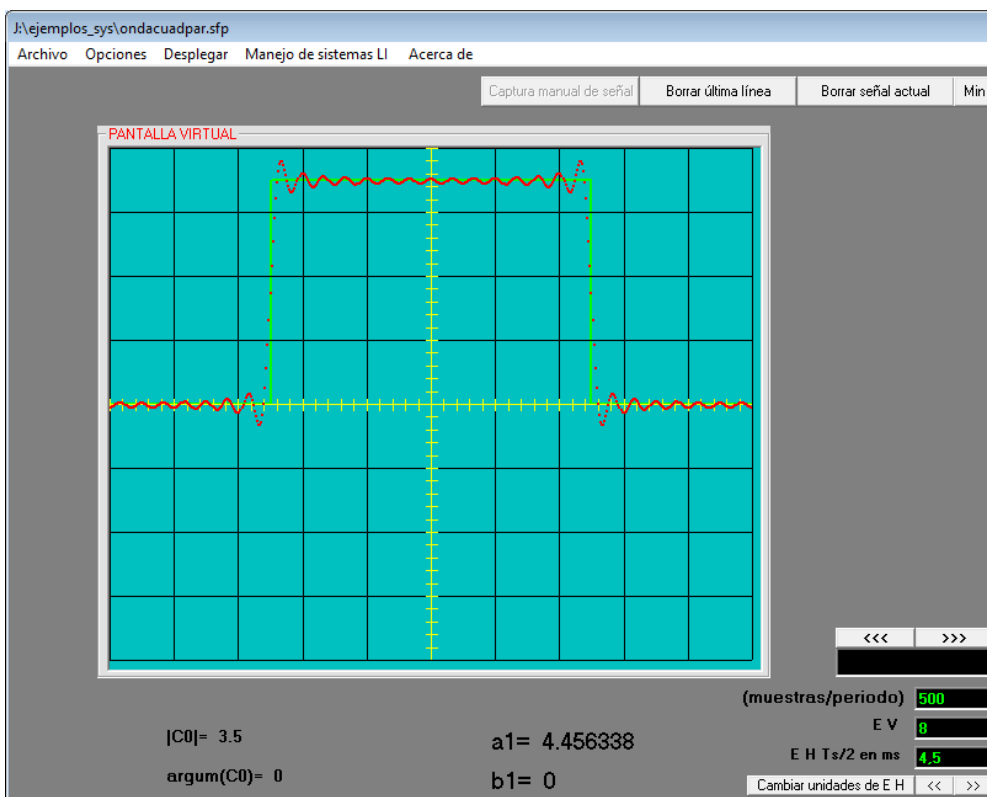 J:\ejemplos_sys\ondacuadpar.sfp
Archivo Opciones Desplegar Manejo de sistemas LI Acerca de
Captura manual de señal Borrar última línea Borrar señal actual Min
PANTALLA VIRTUAL
<<< >>>
(muestras/periodo) 500
E V 8
E H Ts/2 en ms 4,5
Cambiar unidades de E H << >>
|C0|= 3.5
argum(C0)= 0
a1= 4.456338
b1= 0